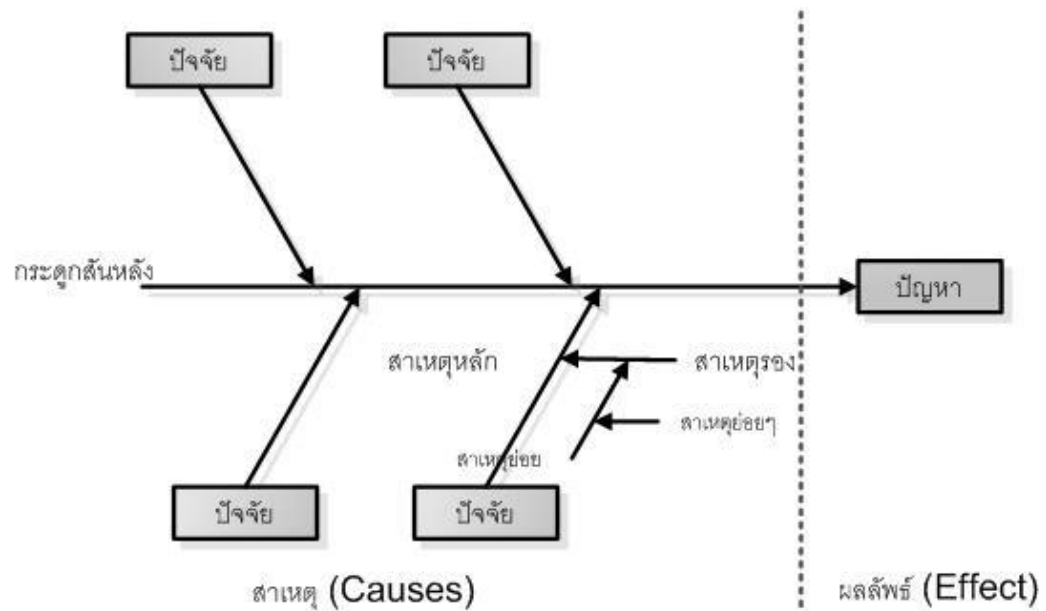 ปัจจัย
ปัจจัย
กระดูกสันหลัง
ปัญหา
สาเหตุหลัก
สาเหตุรอง
สาเหตุย่อยๆ
สาเหตุย่อย
ปัจจัย
ปัจจัย
สาเหตุ (Causes)
ผลลัพธ์ (Effect)